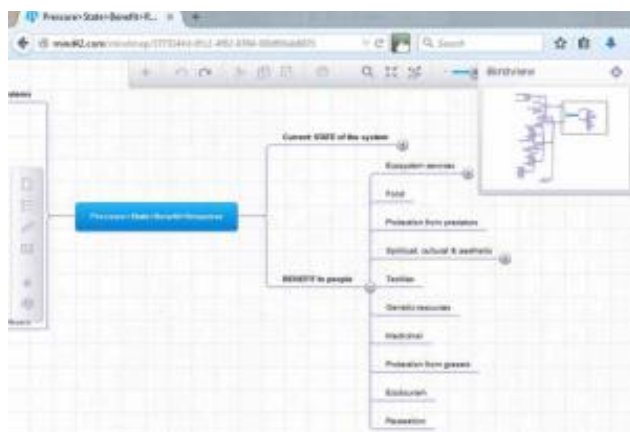 Pressure>State>Benefit>R...
mind42.com
Search
Birdview
Current STATE of the system
Ecosystem services
Food
Protection from predators
Pressure>State>Benefit>Response
Spiritual, cultural & aesthetic
BENEFIT to people
Textiles
Genetic resources
Medicinal
Protection from grasses
Ecotourism
Recreation